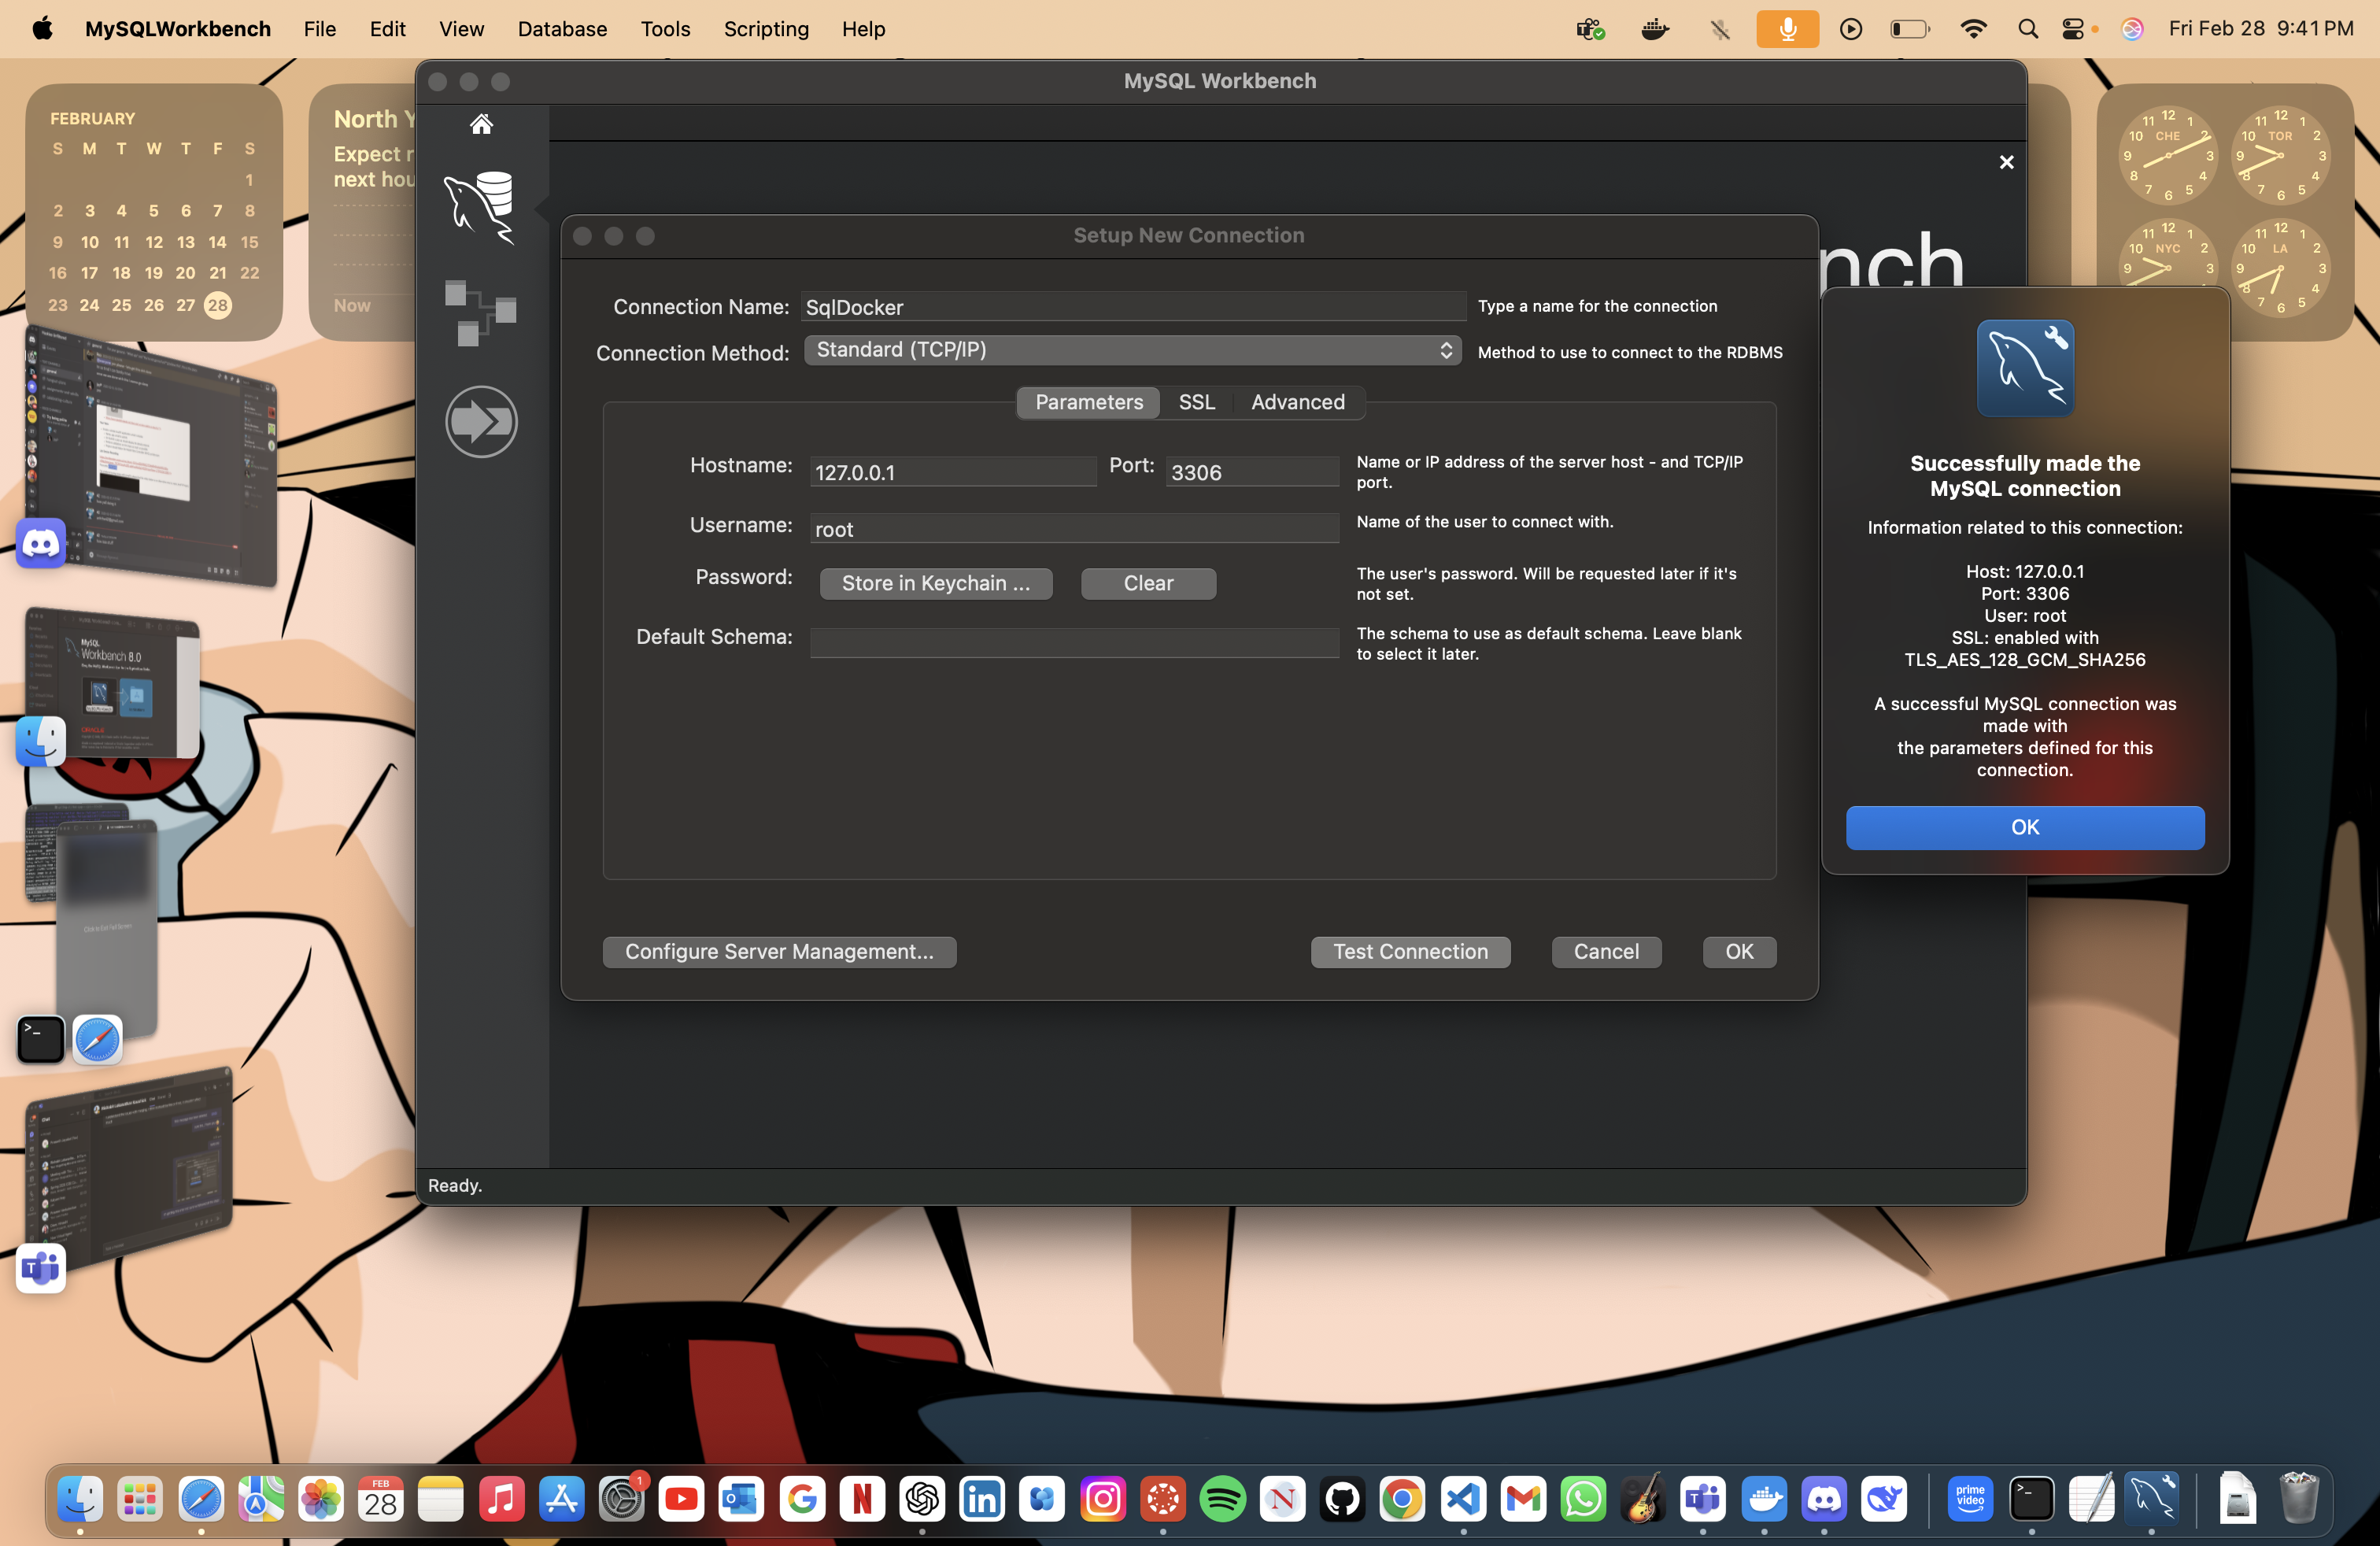 MySQLWorkbench File Edit View Database Tools Scripting Help
Fri Feb 28 9:41 PM
FEBRUARY
S M T W T F S
1
2 3 4 5 6 7 8
9 10 11 12 13 14 15
16 17 18 19 20 21 22
23 24 25 26 27 28
North Y
Expect r
next hou
Now
MySQL Workbench
nch
Setup New Connection
Connection Name: SqlDocker Type a name for the connection
Connection Method: Standard (TCP/IP) Method to use to connect to the RDBMS
Parameters SSL Advanced
Hostname: 127.0.0.1 Port: 3306 Name or IP address of the server host - and TCP/IP
port.
Username: root Name of the user to connect with.
Password: Store in Keychain ... Clear The user's password. Will be requested later if it's
not set.
Default Schema: The schema to use as default schema. Leave blank
to select it later.
Configure Server Management... Test Connection Cancel OK
Ready.
Successfully made the
MySQL connection
Information related to this connection:
Host: 127.0.0.1
Port: 3306
User: root
SSL: enabled with
TLS_AES_128_GCM_SHA256
A successful MySQL connection was
made with
the parameters defined for this
connection.
OK
CHE
TOR
NYC
LA
MySQL
Workbench 8.0
ORACLE
FEB
28
1
prime
video